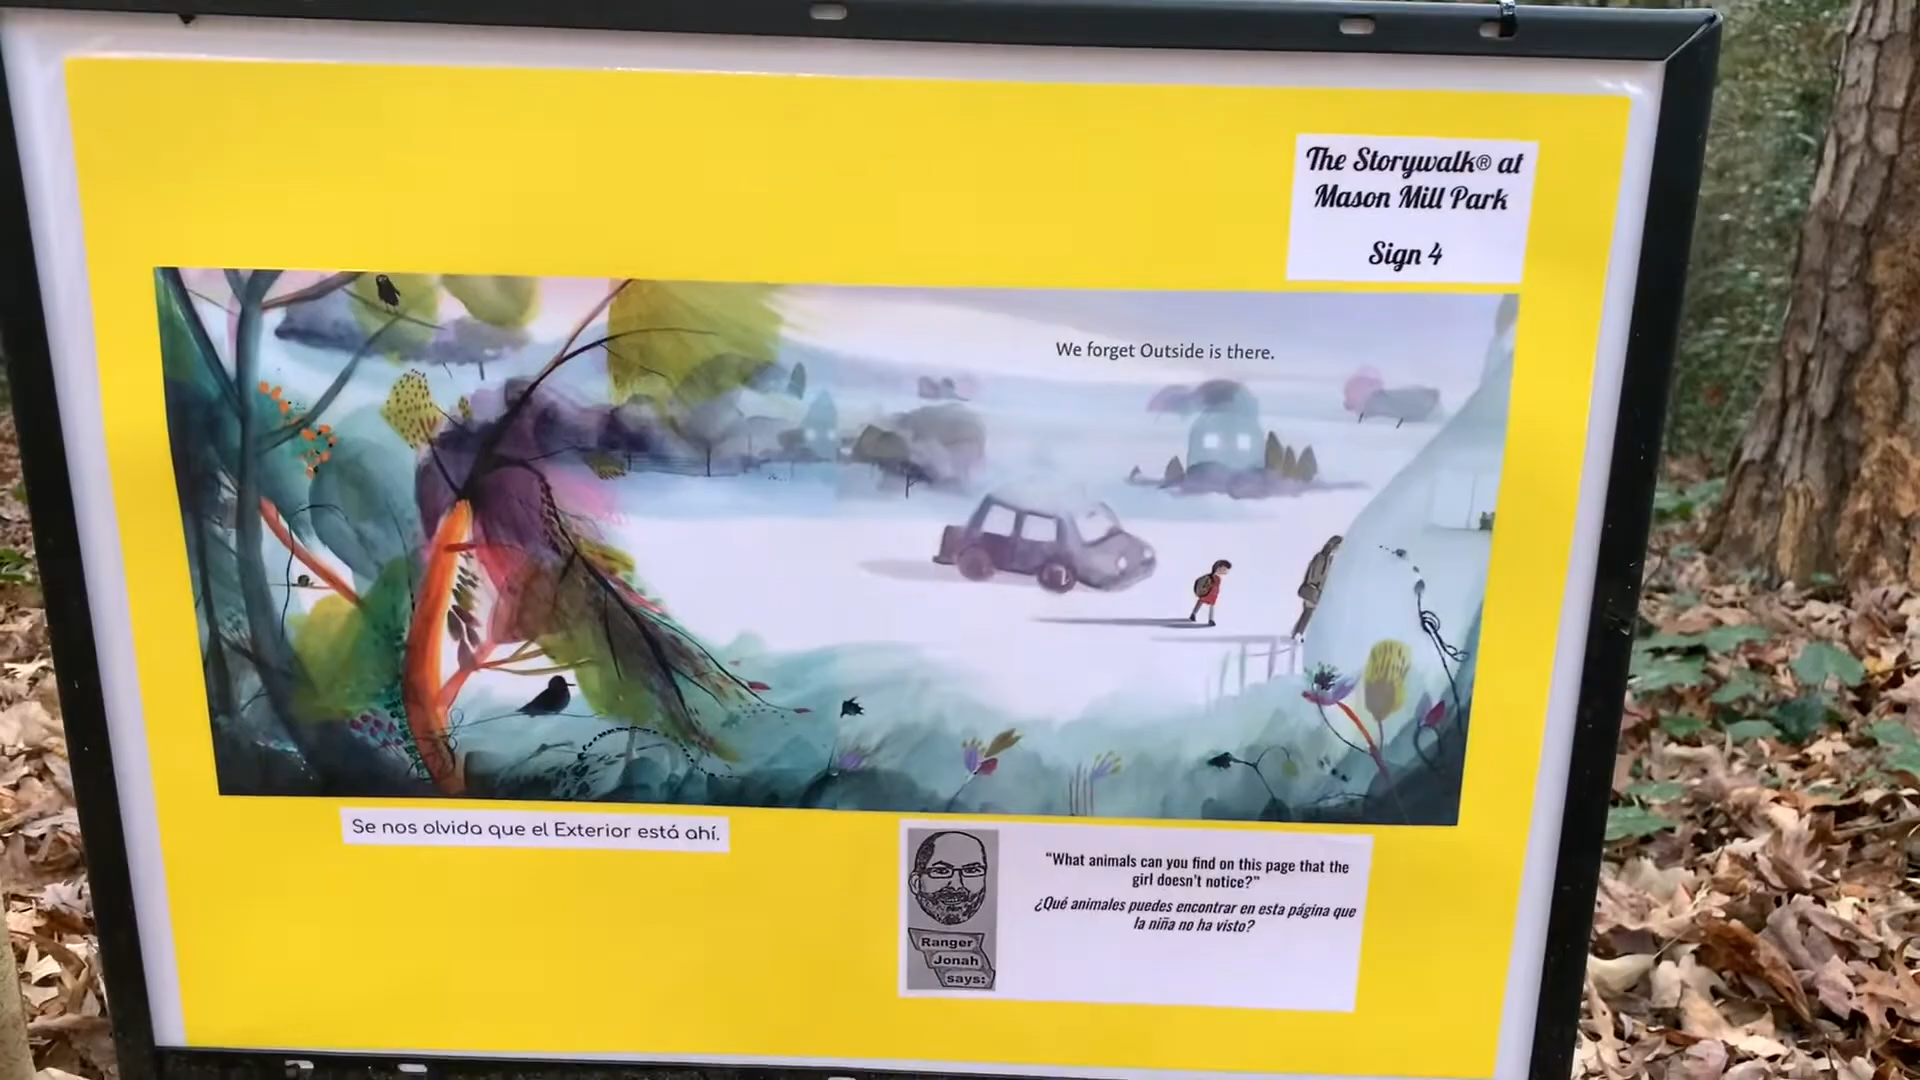 The Storywalk® at
Mason Mill Park
Sign 4
We forget Outside is there.
Se nos olvida que el Exterior está ahí.
Ranger
Jonah
says:
"What animals can you find on this page that the
girl doesn't notice?"
¿Qué animales puedes encontrar en esta página que
la niña no ha visto?